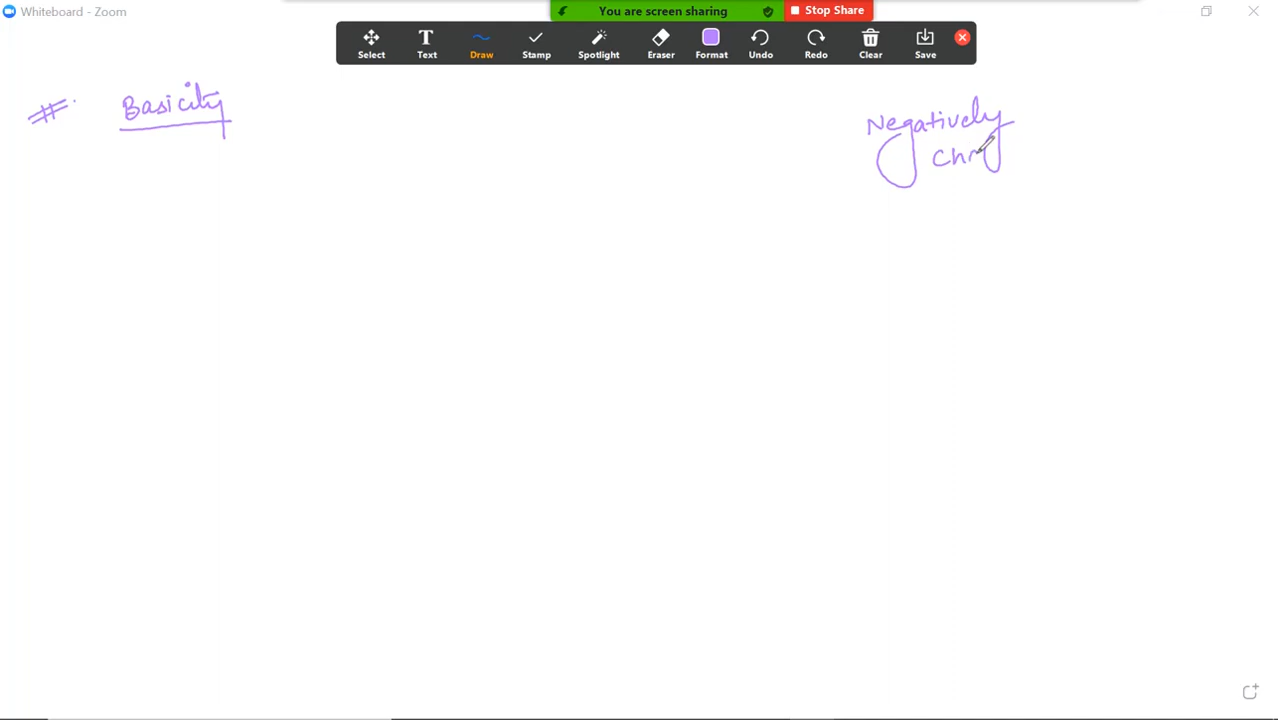 Whiteboard - Zoom
You are screen sharing
Stop Share
Select
Text
Draw
Stamp
Spotlight
Eraser
Format
Undo
Redo
Clear
Save
# Basicity
Negatively
Chr